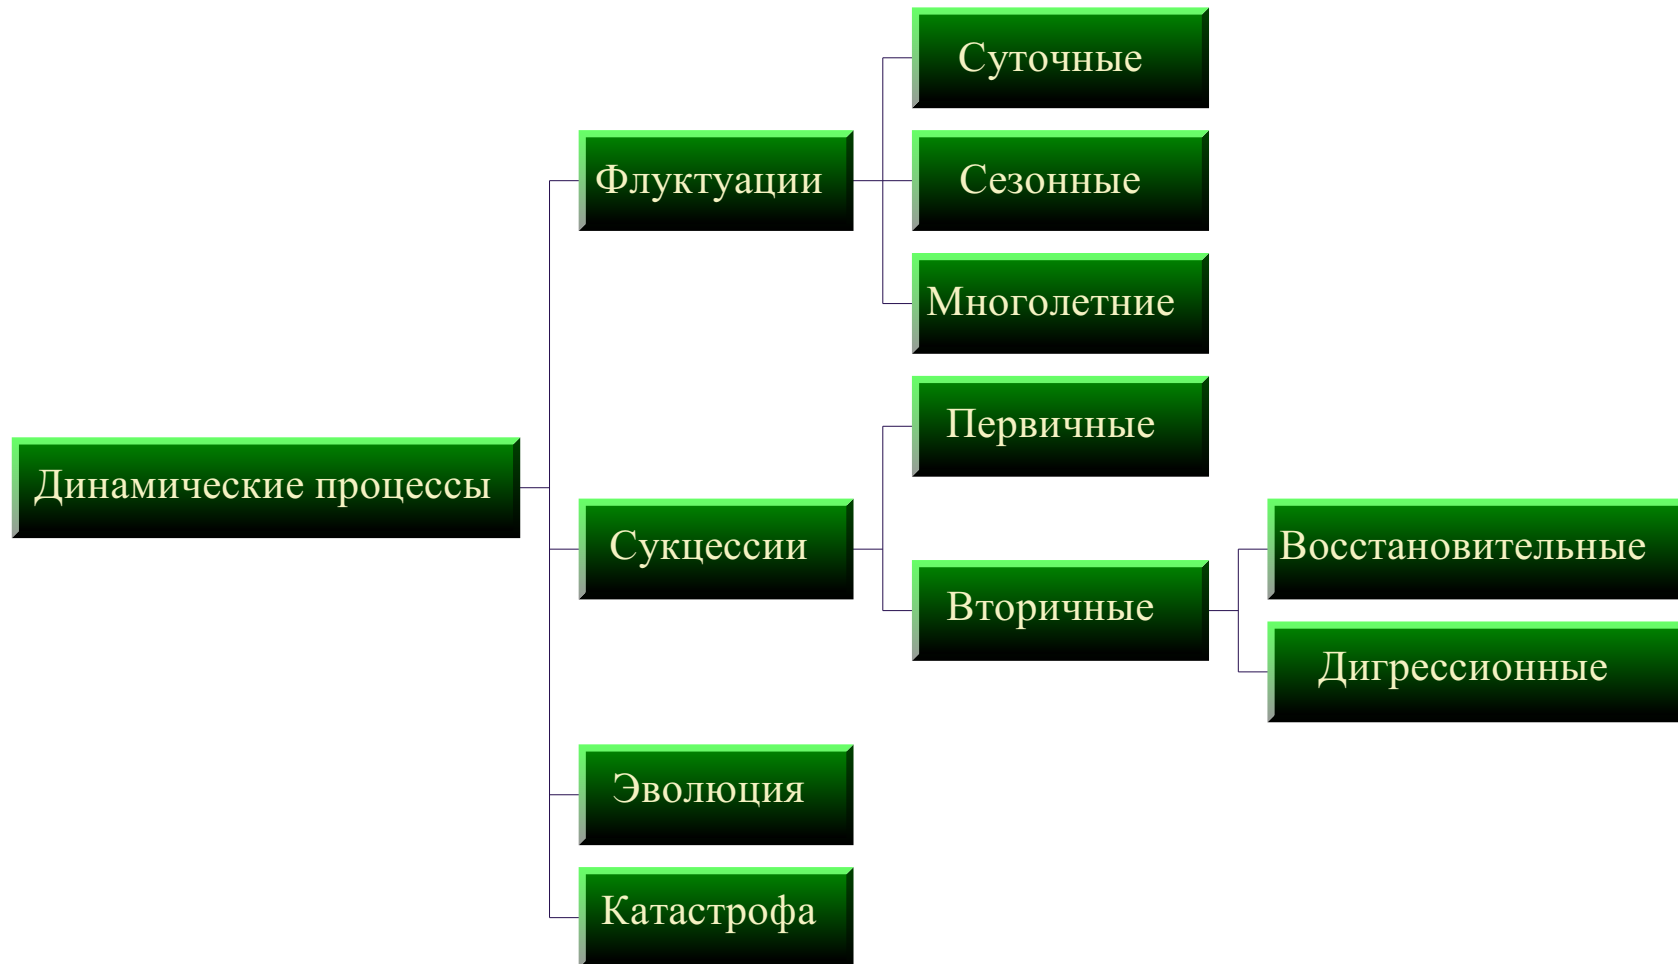 Динамические процессы
Флуктуации
Суточные
Сезонные
Многолетние
Сукцессии
Первичные
Вторичные
Восстановительные
Дигрессионные
Эволюция
Катастрофа